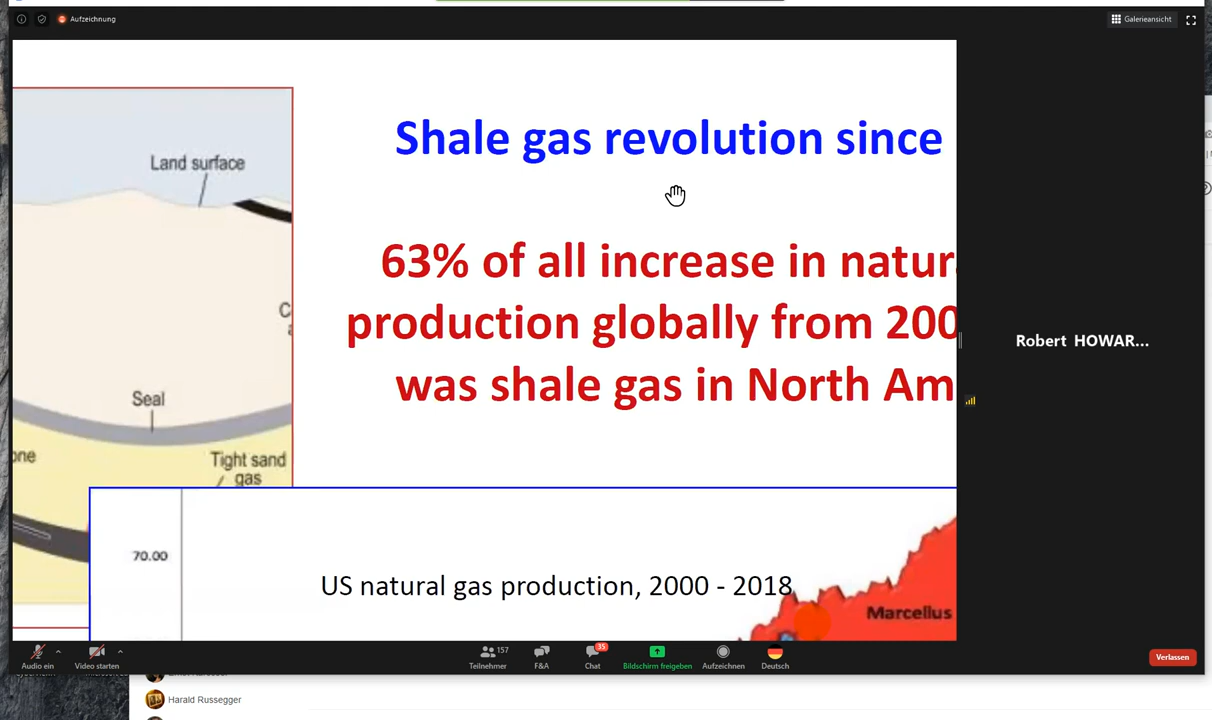 Aufzeichnung
Galerieansicht
Land surface
Seal
Tight sand
gas
Shale gas revolution since
63% of all increase in natur
production globally from 200
was shale gas in North Am
70.00
US natural gas production, 2000 - 2018
Marcellus
Robert HOWAR...
Audio ein
Video starten
157
Teilnehmer
F&A
35
Chat
Bildschirm freigeben
Aufzeichnen
Deutsch
Verlassen
Harald Russegger